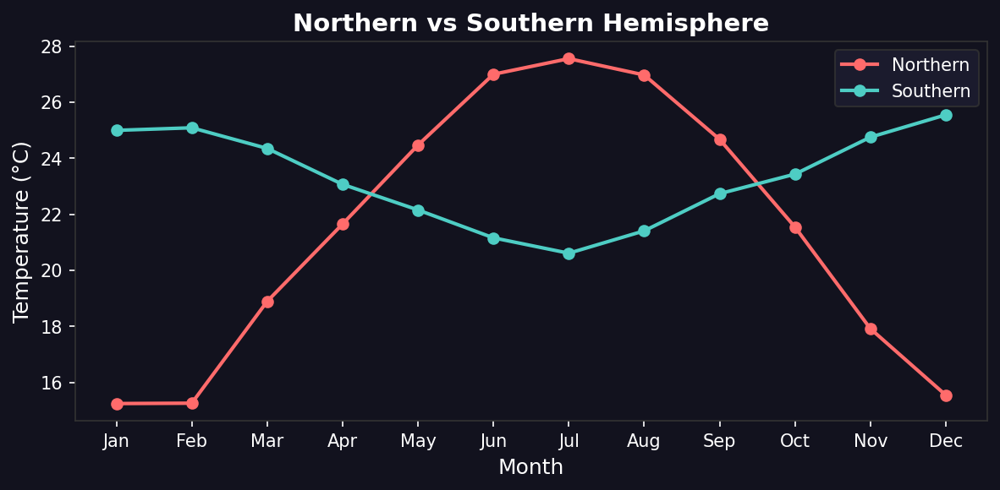 Northern vs Southern Hemisphere
28
26
24
22
20
18
16
Temperature (°C)
Northern
Southern
Jan Feb Mar Apr May Jun Jul Aug Sep Oct Nov Dec
Month